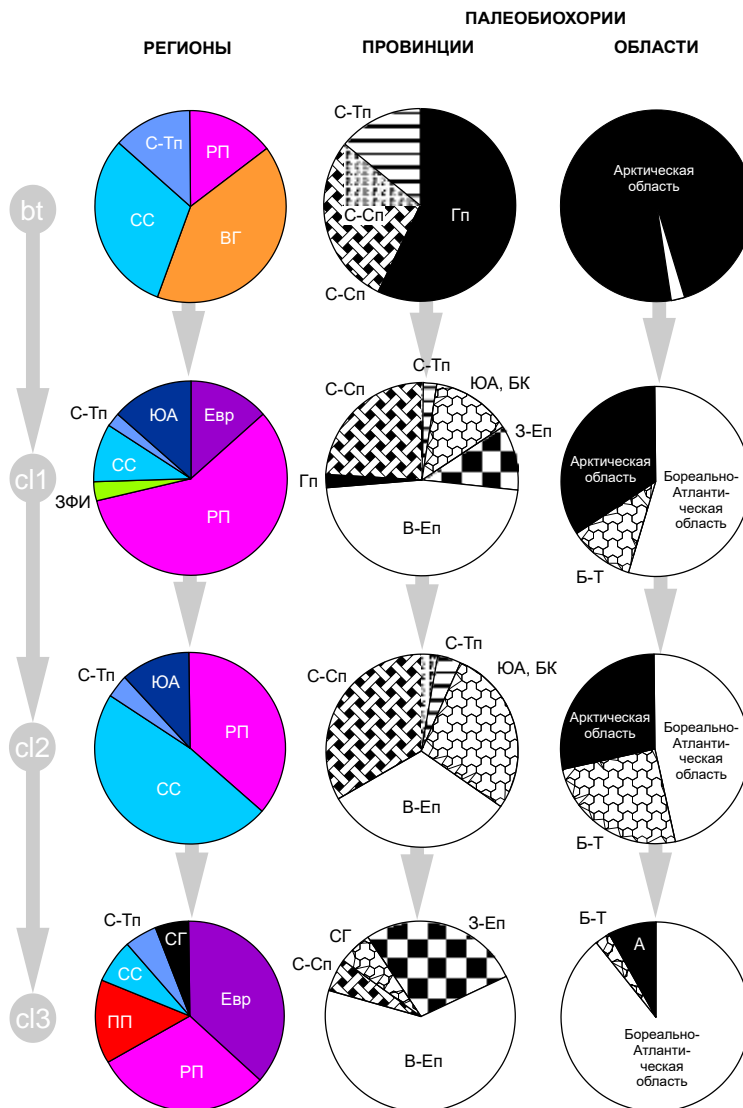 ПАЛЕОБИОХОРИИ
РЕГИОНЫ
ПРОВИНЦИИ
ОБЛАСТИ
bt
С-Тп
РП
СС
ВГ
С-Тп
С-Сп
Гп
С-Сп
Арктическая
область
cl1
С-Тп
ЮА
Евр
СС
ЗФИ
РП
С-Сп
С-Тп
ЮА, БК
З-Еп
Гп
В-Еп
Арктическая
область
Бореально-
Атланти-
ческая
область
Б-Т
cl2
С-Тп
ЮА
РП
СС
С-Сп
С-Тп
ЮА, БК
В-Еп
Арктическая
область
Бореально-
Атланти-
ческая
область
Б-Т
cl3
С-Тп
СГ
СС
Евр
ПП
РП
СГ
С-Сп
З-Еп
В-Еп
Б-Т
А
Бореально-
Атланти-
ческая
область